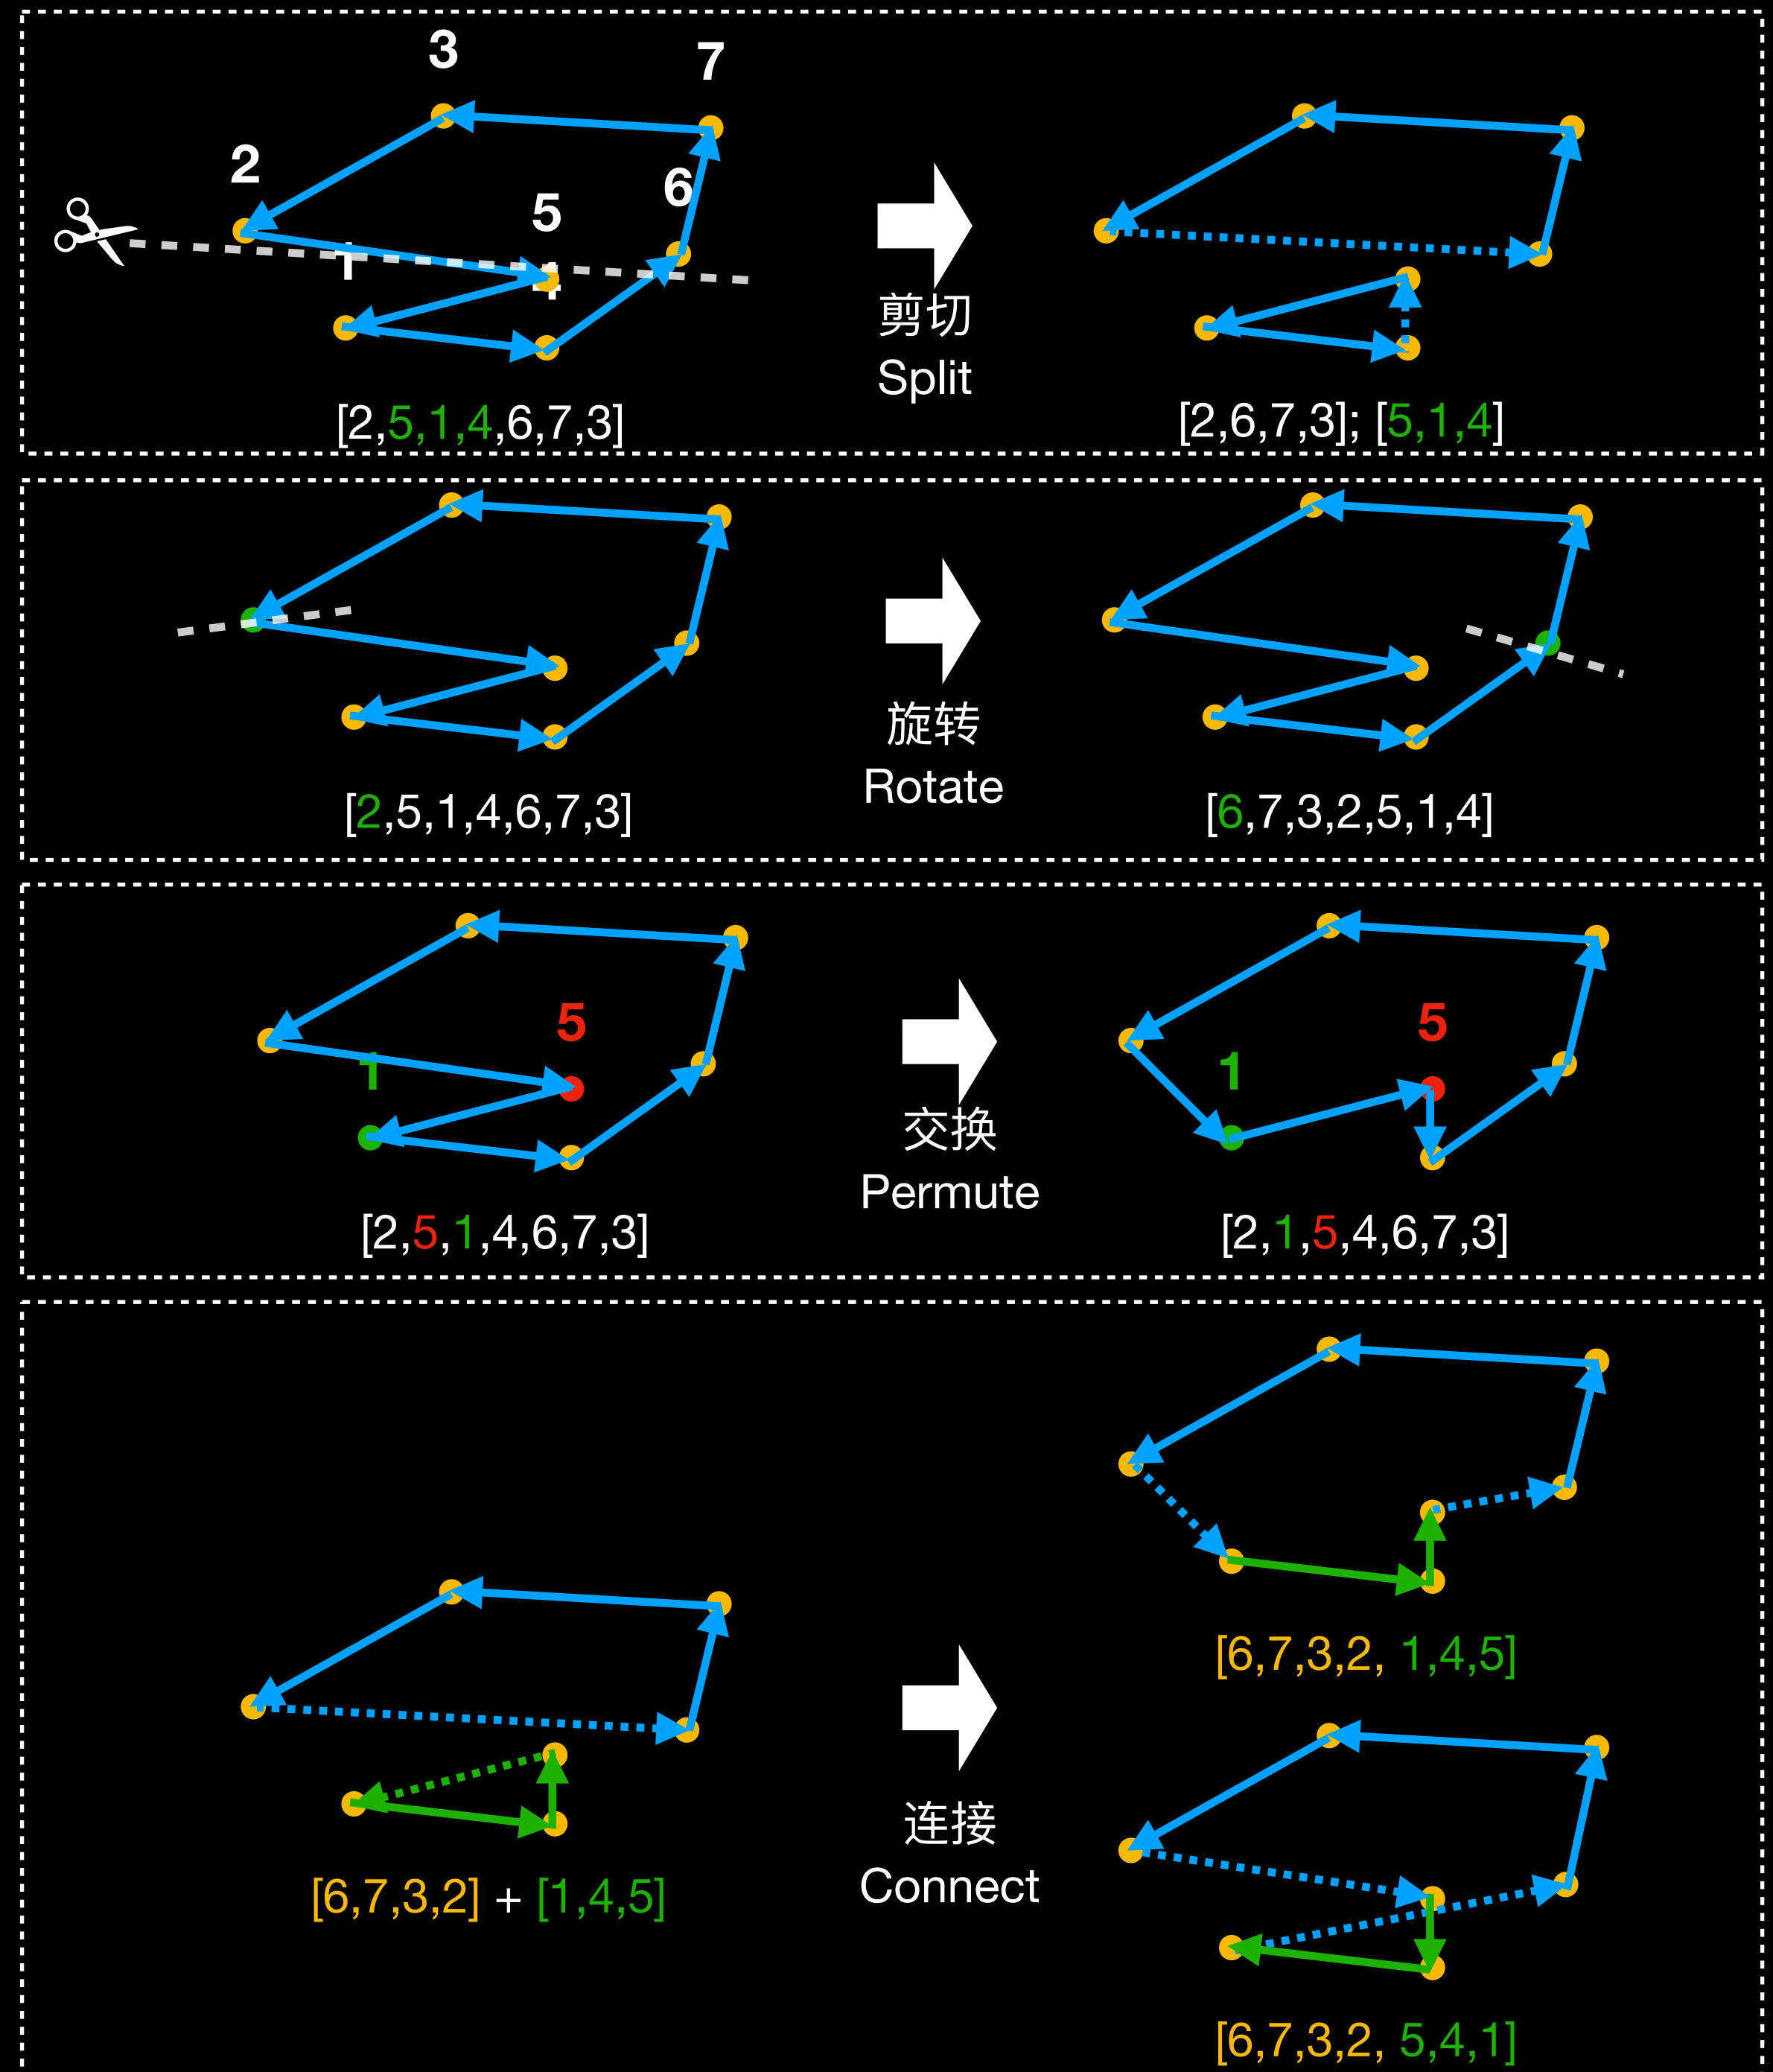 3
7
2
6
5
1
4
剪切
Split
[2,5,1,4,6,7,3]
[2,6,7,3]; [5,1,4]
旋转
Rotate
[2,5,1,4,6,7,3]
[6,7,3,2,5,1,4]
5
1
5
1
交换
Permute
[2,5,1,4,6,7,3]
[2,1,5,4,6,7,3]
[6,7,3,2, 1,4,5]
连接
Connect
[6,7,3,2] + [1,4,5]
[6,7,3,2, 5,4,1]